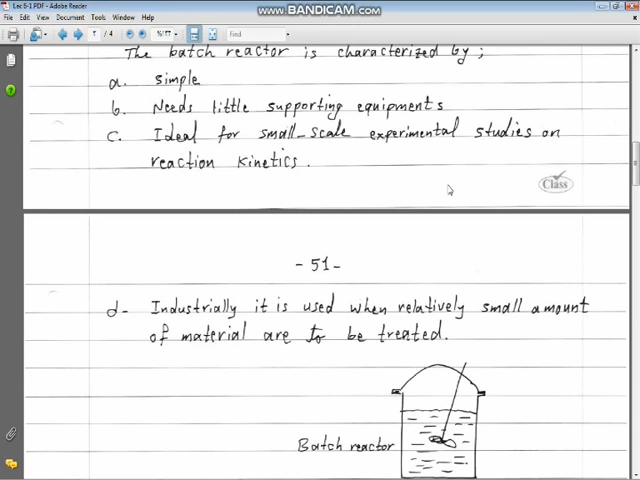 www.BANDICAM.com
Lec 6-1.PDF - Adobe Reader
File Edit View Document Tools Window Help
/ 4
Find
The batch reactor is characterized by;
a. simple
b. Needs little supporting equipments
c. Ideal for small-scale experimental studies on
reaction kinetics.
Class
- 51 -
d- Industrially it is used when relatively small amount
of material are to be treated.
Batch reactor